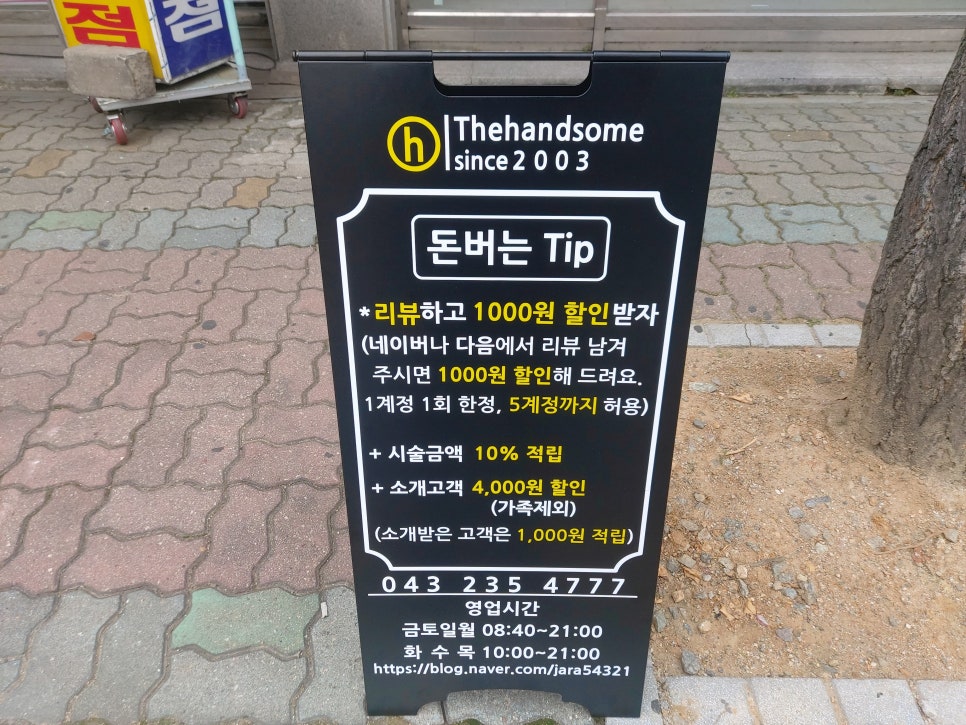 점
점
h Thehandsome
since 2 0 0 3
돈버는 Tip
*리뷰하고 1000원 할인받자
(네이버나 다음에서 리뷰 남겨
주시면 1000원 할인해 드려요.
1계정 1회 한정, 5계정까지 허용)
+ 시술금액 10% 적립
+ 소개고객 4,000원 할인
(가족제외)
(소개받은 고객은 1,000원 적립)
043 235 4777
영업시간
금토일월 08:40~21:00
화 수 목 10:00~21:00
https://blog.naver.com/jara54321